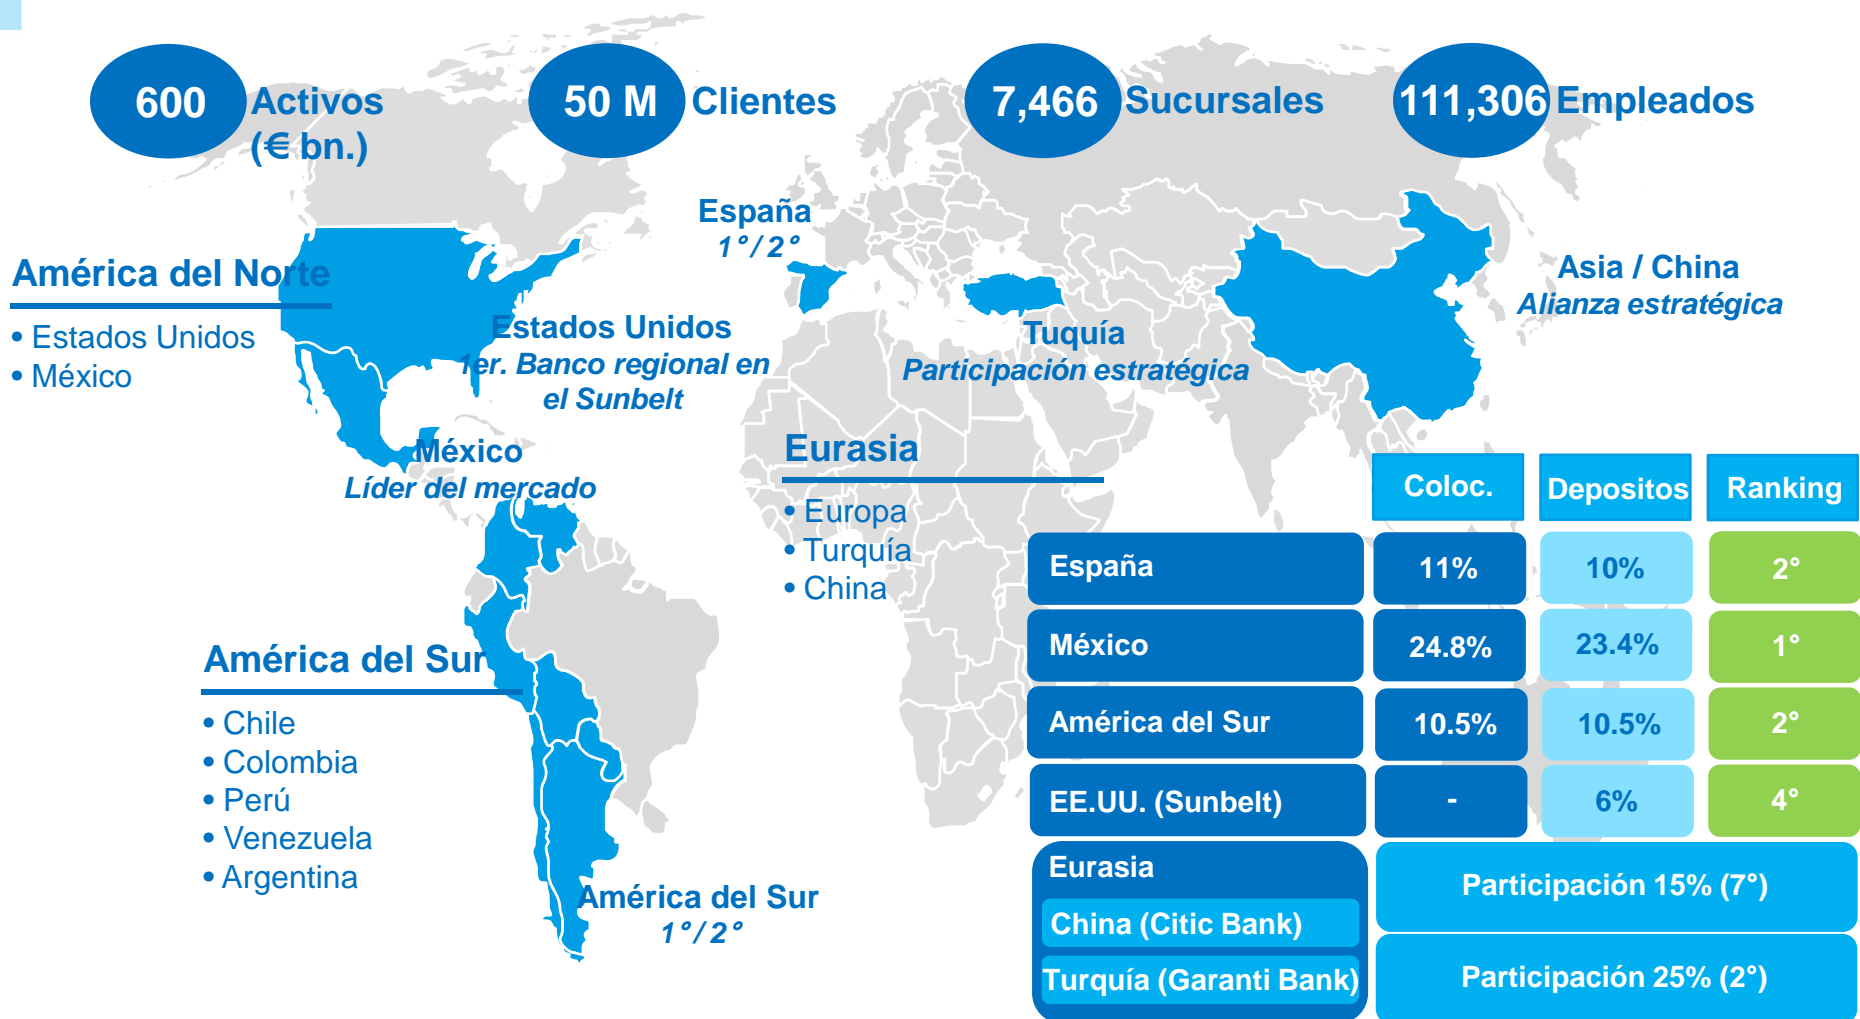 600
Activos
(€ bn.)
50 M
Clientes
7,466
Sucursales
111,306
Empleados
América del Norte
• Estados Unidos
• México
España
1°/2°
Estados Unidos
1er. Banco regional en
el Sunbelt
México
Líder del mercado
Tuquía
Participación estratégica
Asia / China
Alianza estratégica
Eurasia
• Europa
• Turquía
• China
América del Sur
• Chile
• Colombia
• Perú
• Venezuela
• Argentina
América del Sur
1°/2°
Coloc. Depositos Ranking
España 11% 10% 2°
México 24.8% 23.4% 1°
América del Sur 10.5% 10.5% 2°
EE.UU. (Sunbelt) - 6% 4°
Eurasia
China (Citic Bank) Participación 15% (7°)
Turquía (Garanti Bank) Participación 25% (2°)